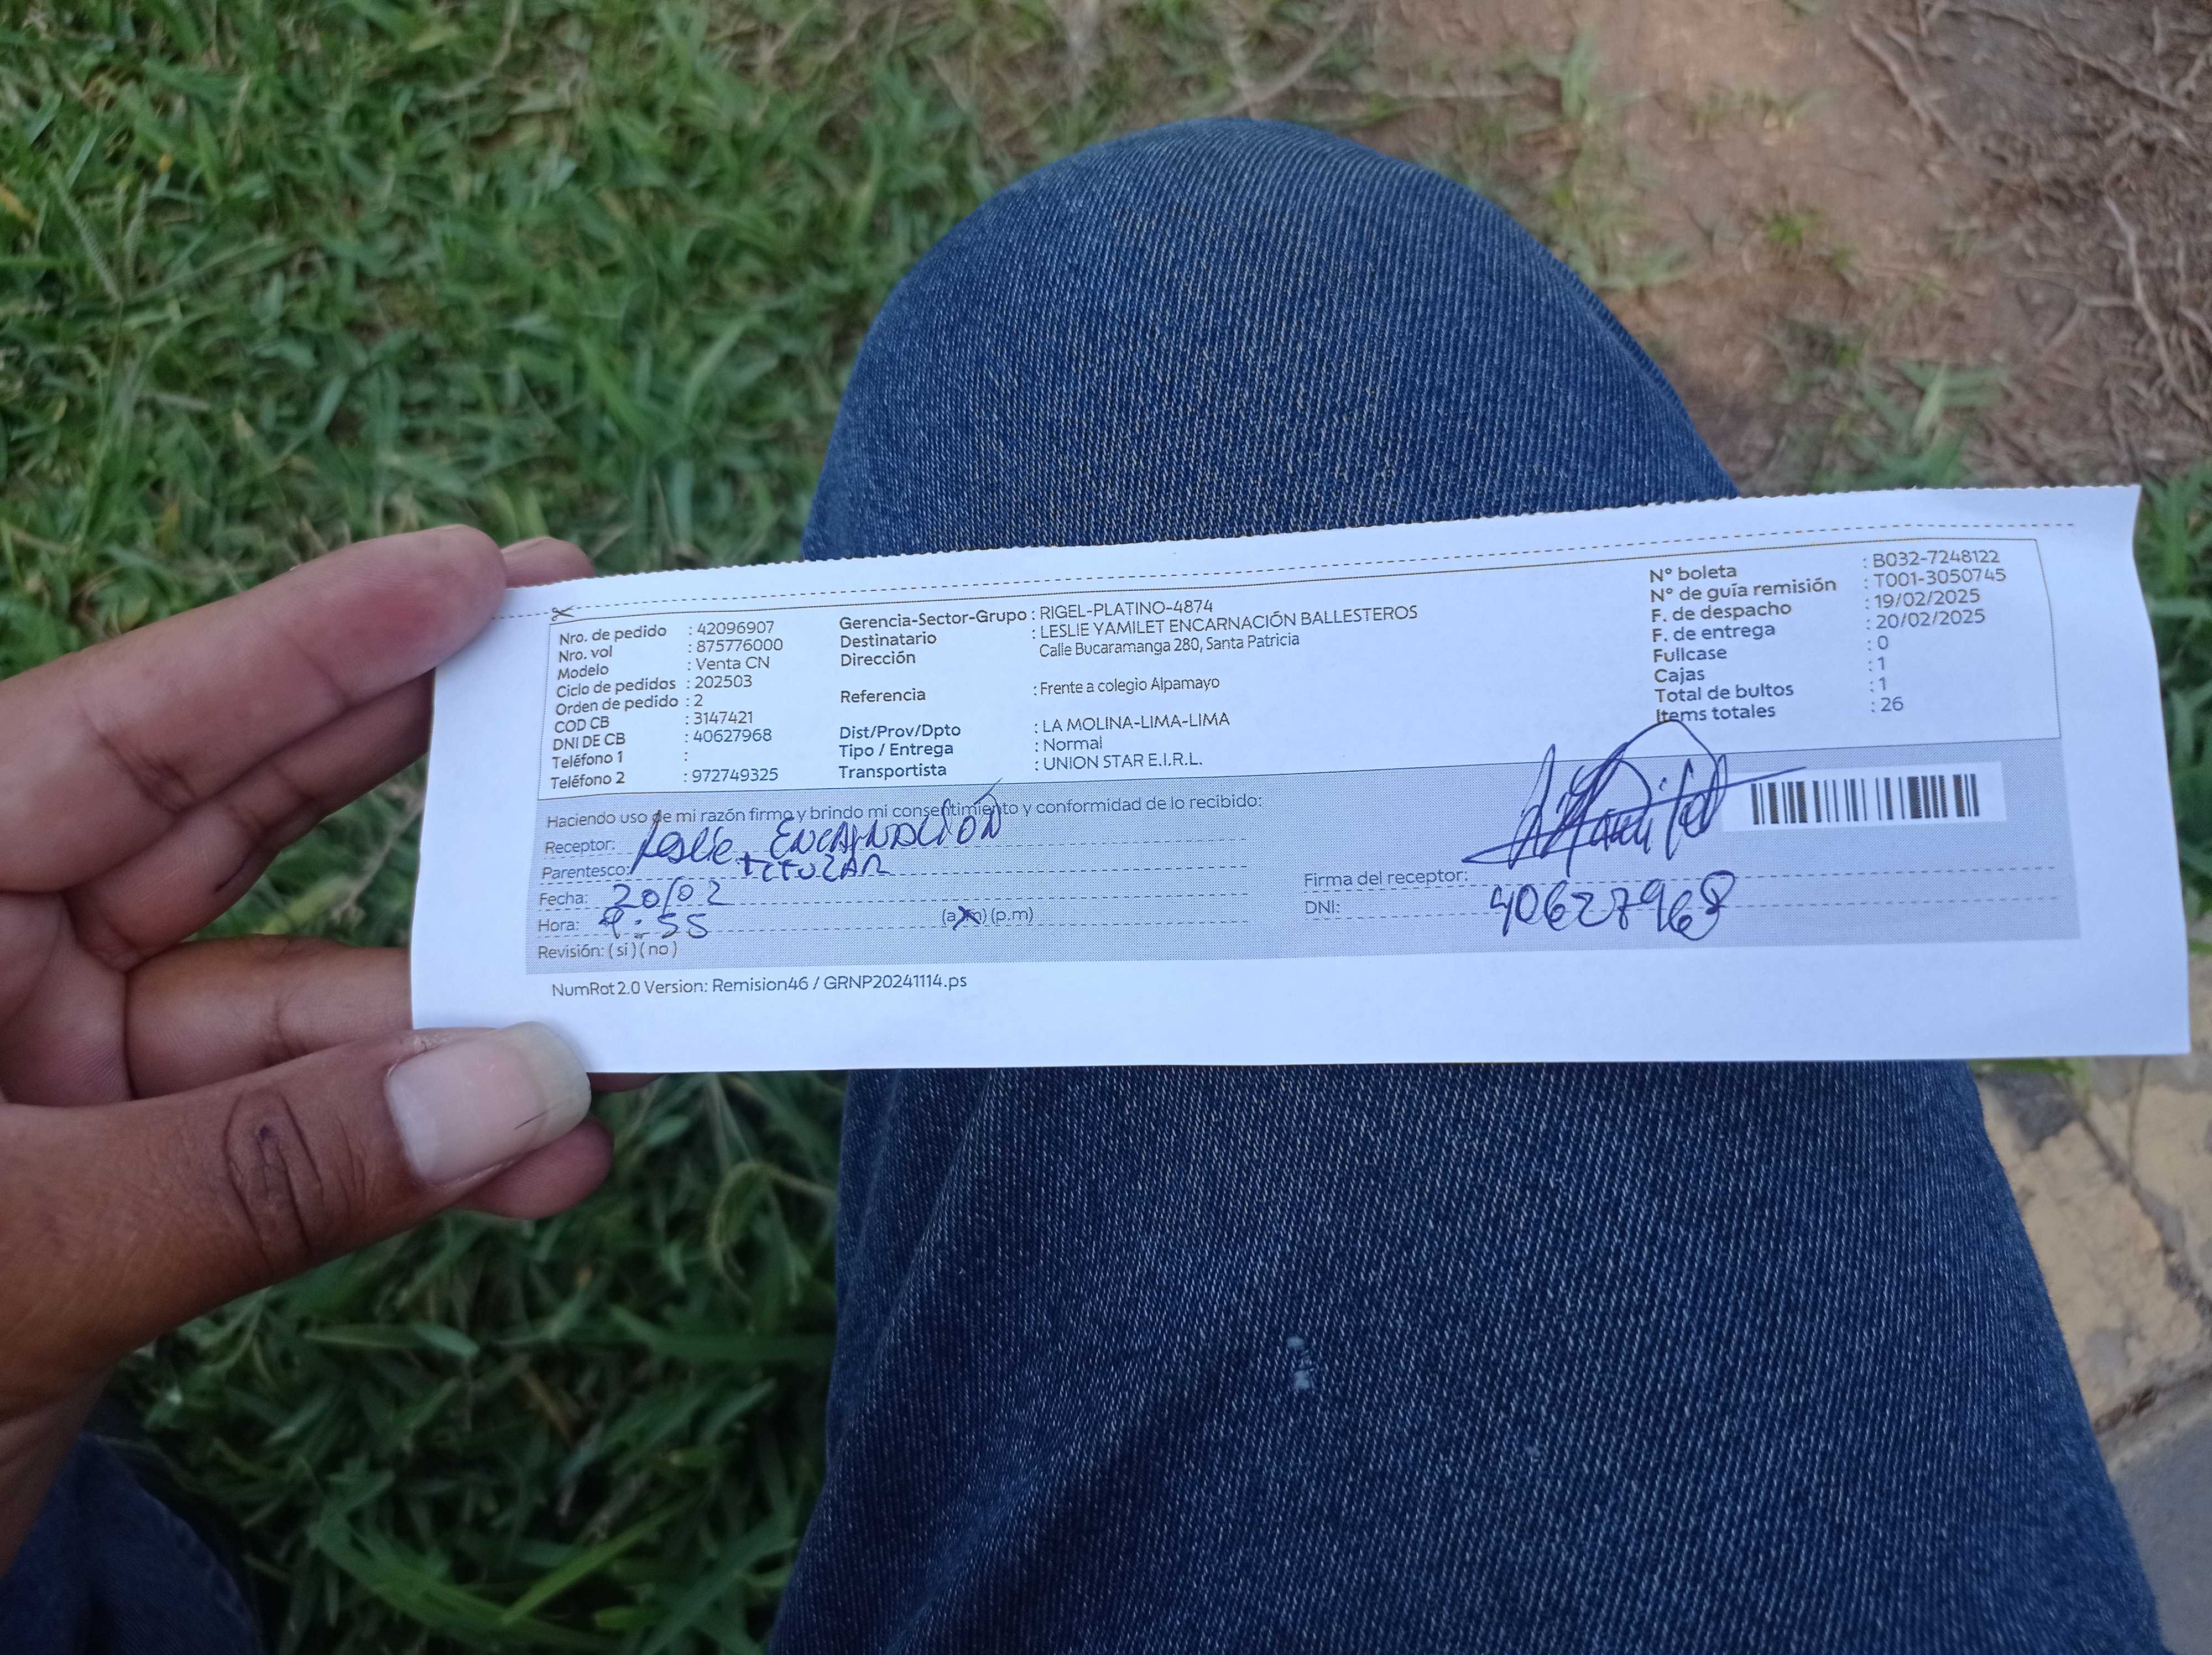 Nro. de pedido : 42096907
Nro. vol : 875776000
Modelo : Venta CN
Ciclo de pedidos : 202503
Orden de pedido : 2
COD CB : 3147421
DNI DE CB : 40627968
Teléfono 1 :
Teléfono 2 : 972749325
Gerencia-Sector-Grupo : RIGEL-PLATINO-4874
Destinatario : LESLIE YAMILET ENCARNACIÓN BALLESTEROS
Dirección Calle Bucaramanga 280, Santa Patricia
Referencia : Frente a colegio Alpamayo
Dist/Prov/Dpto : LA MOLINA-LIMA-LIMA
Tipo / Entrega : Normal
Transportista : UNION STAR E.I.R.L.
N° boleta : B032-7248122
N° de guía remisión : T001-3050745
F. de despacho : 19/02/2025
F. de entrega : 20/02/2025
Fullcase : 0
Cajas : 1
Total de bultos : 1
Items totales : 26
Haciendo uso de mi razón firmo y brindo mi consentimiento y conformidad de lo recibido:
Receptor: Leslie ENCARNACIÓN
Parentesco: TITULAR
Fecha: 20/02
Hora: 9:55 (a.m) (p.m)
Revisión: ( si ) ( no )
Firma del receptor:
DNI: 40627968
NumRot 2.0 Version: Remision46 / GRNP20241114.ps